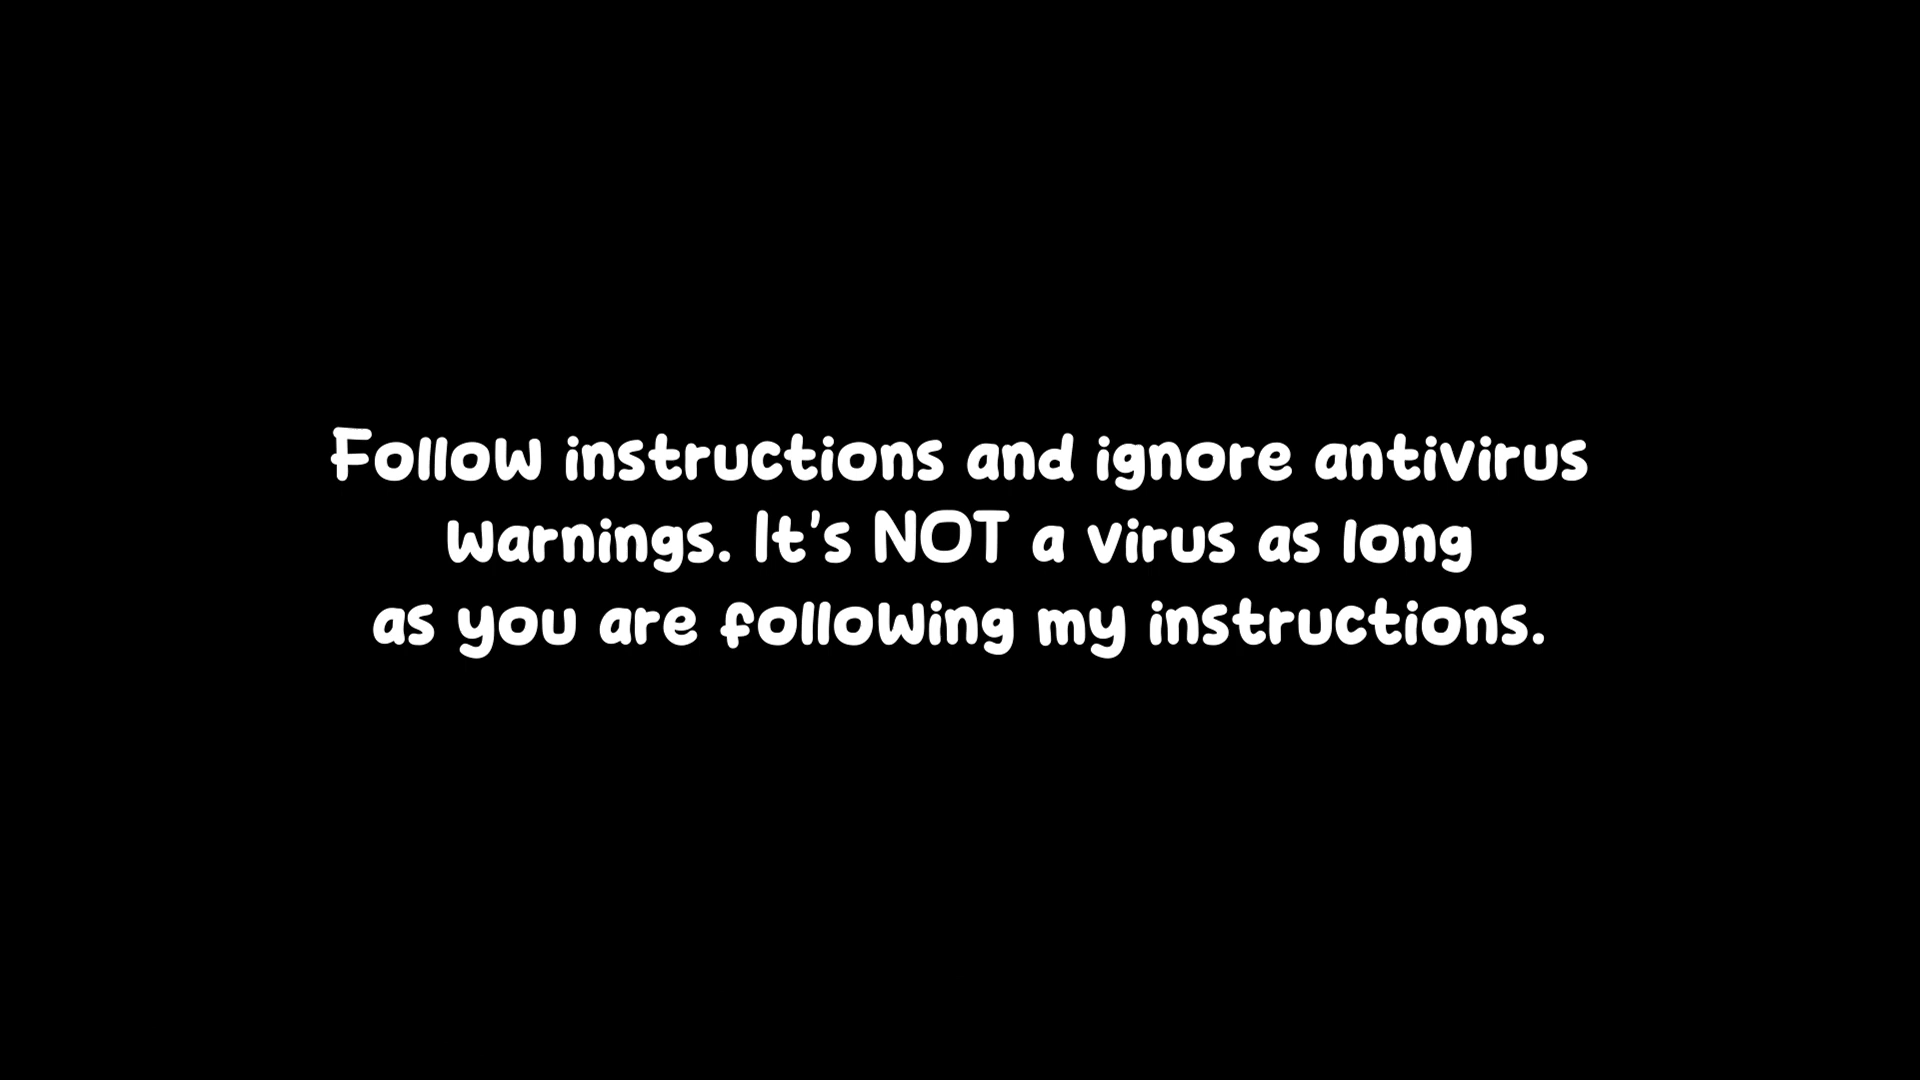 Follow instructions and ignore antivirus
warnings. It's NOT a virus as long
as you are following my instructions.